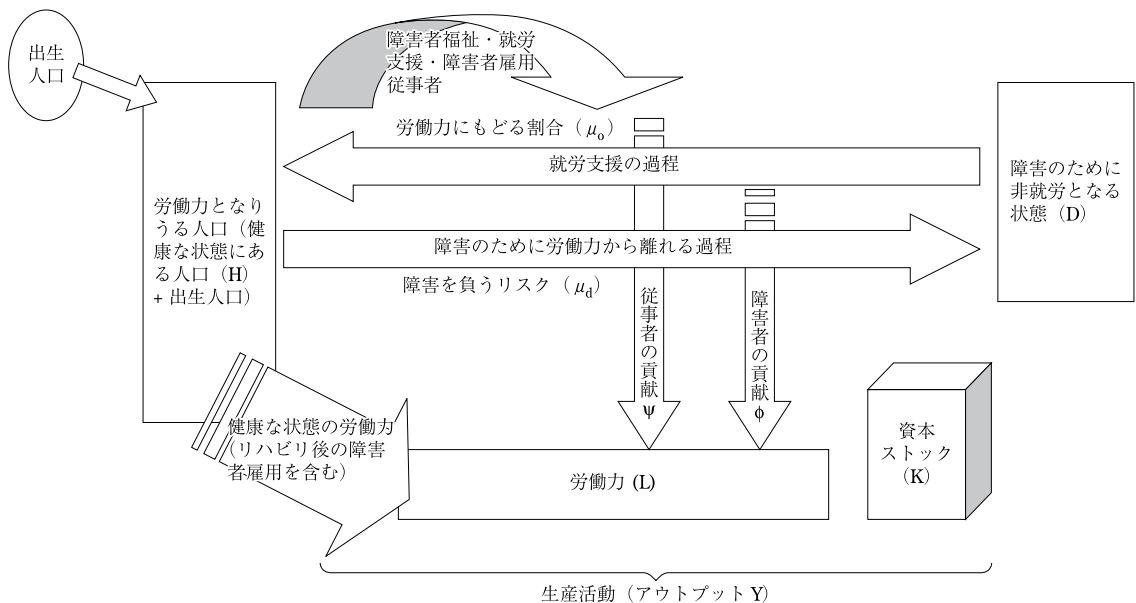 出生
人口
障害者福祉・就労
支援・障害者雇用
従事者
労働力にもどる割合（μo）
就労支援の過程
障害のために
非就労となる
状態（D）
労働力となり
うる人口（健
康な状態にあ
る人口（H）
+ 出生人口）
障害のために労働力から離れる過程
障害を負うリスク（μd）
従事者の貢献ψ
障害者の貢献φ
健康な状態の労働力
（リハビリ後の障害
者雇用を含む）
労働力 (L)
資本
ストック
（K）
生産活動（アウトプット Y）